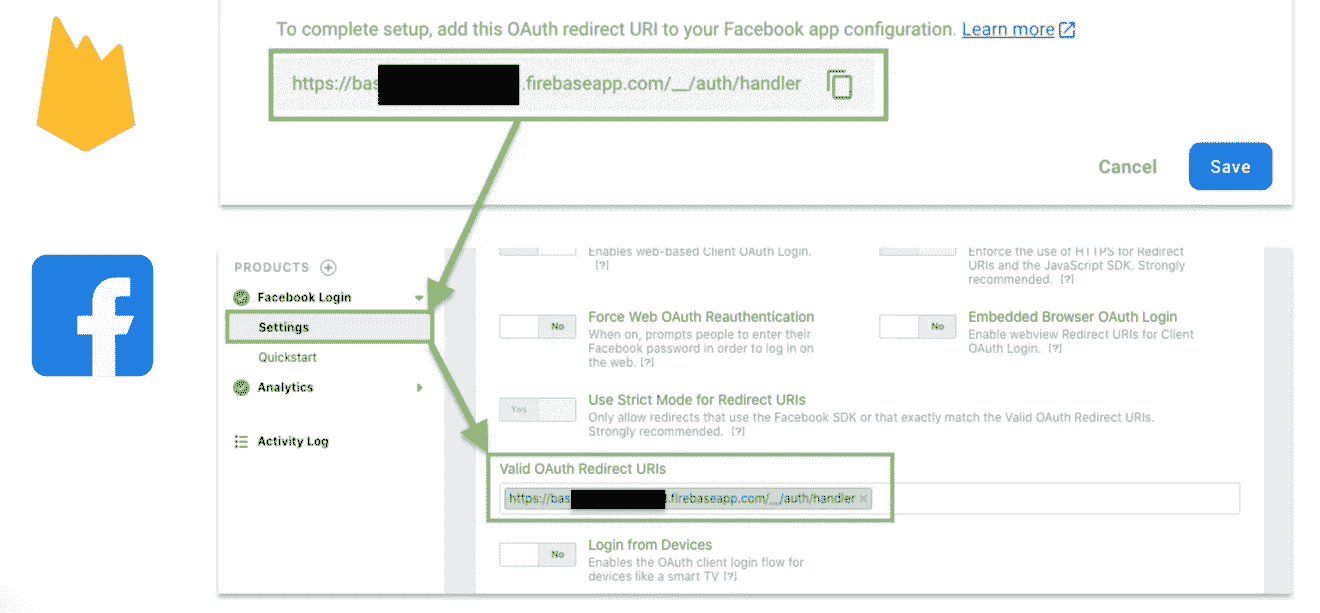 To complete setup, add this OAuth redirect URI to your Facebook app configuration. Learn more
https://bas .firebaseapp.com/__/auth/handler
Cancel
Save
PRODUCTS
Facebook Login
Settings
Quickstart
Analytics
Activity Log
Enables web-based Client OAuth Login.
[?]
Enforce the use of HTTPS for Redirect
URIs and the JavaScript SDK. Strongly
recommended. [?]
No
Force Web OAuth Reauthentication
When on, prompts people to enter their
Facebook password in order to log in on
the web. [?]
No
Embedded Browser OAuth Login
Enable webview Redirect URIs for Client
OAuth Login. [?]
Yes
Use Strict Mode for Redirect URIs
Only allow redirects that use the Facebook SDK or that exactly match the Valid OAuth Redirect URIs.
Strongly recommended. [?]
Valid OAuth Redirect URIs
https://bas .firebaseapp.com/__/auth/handler
No
Login from Devices
Enables the OAuth client login flow for
devices like a smart TV [?]